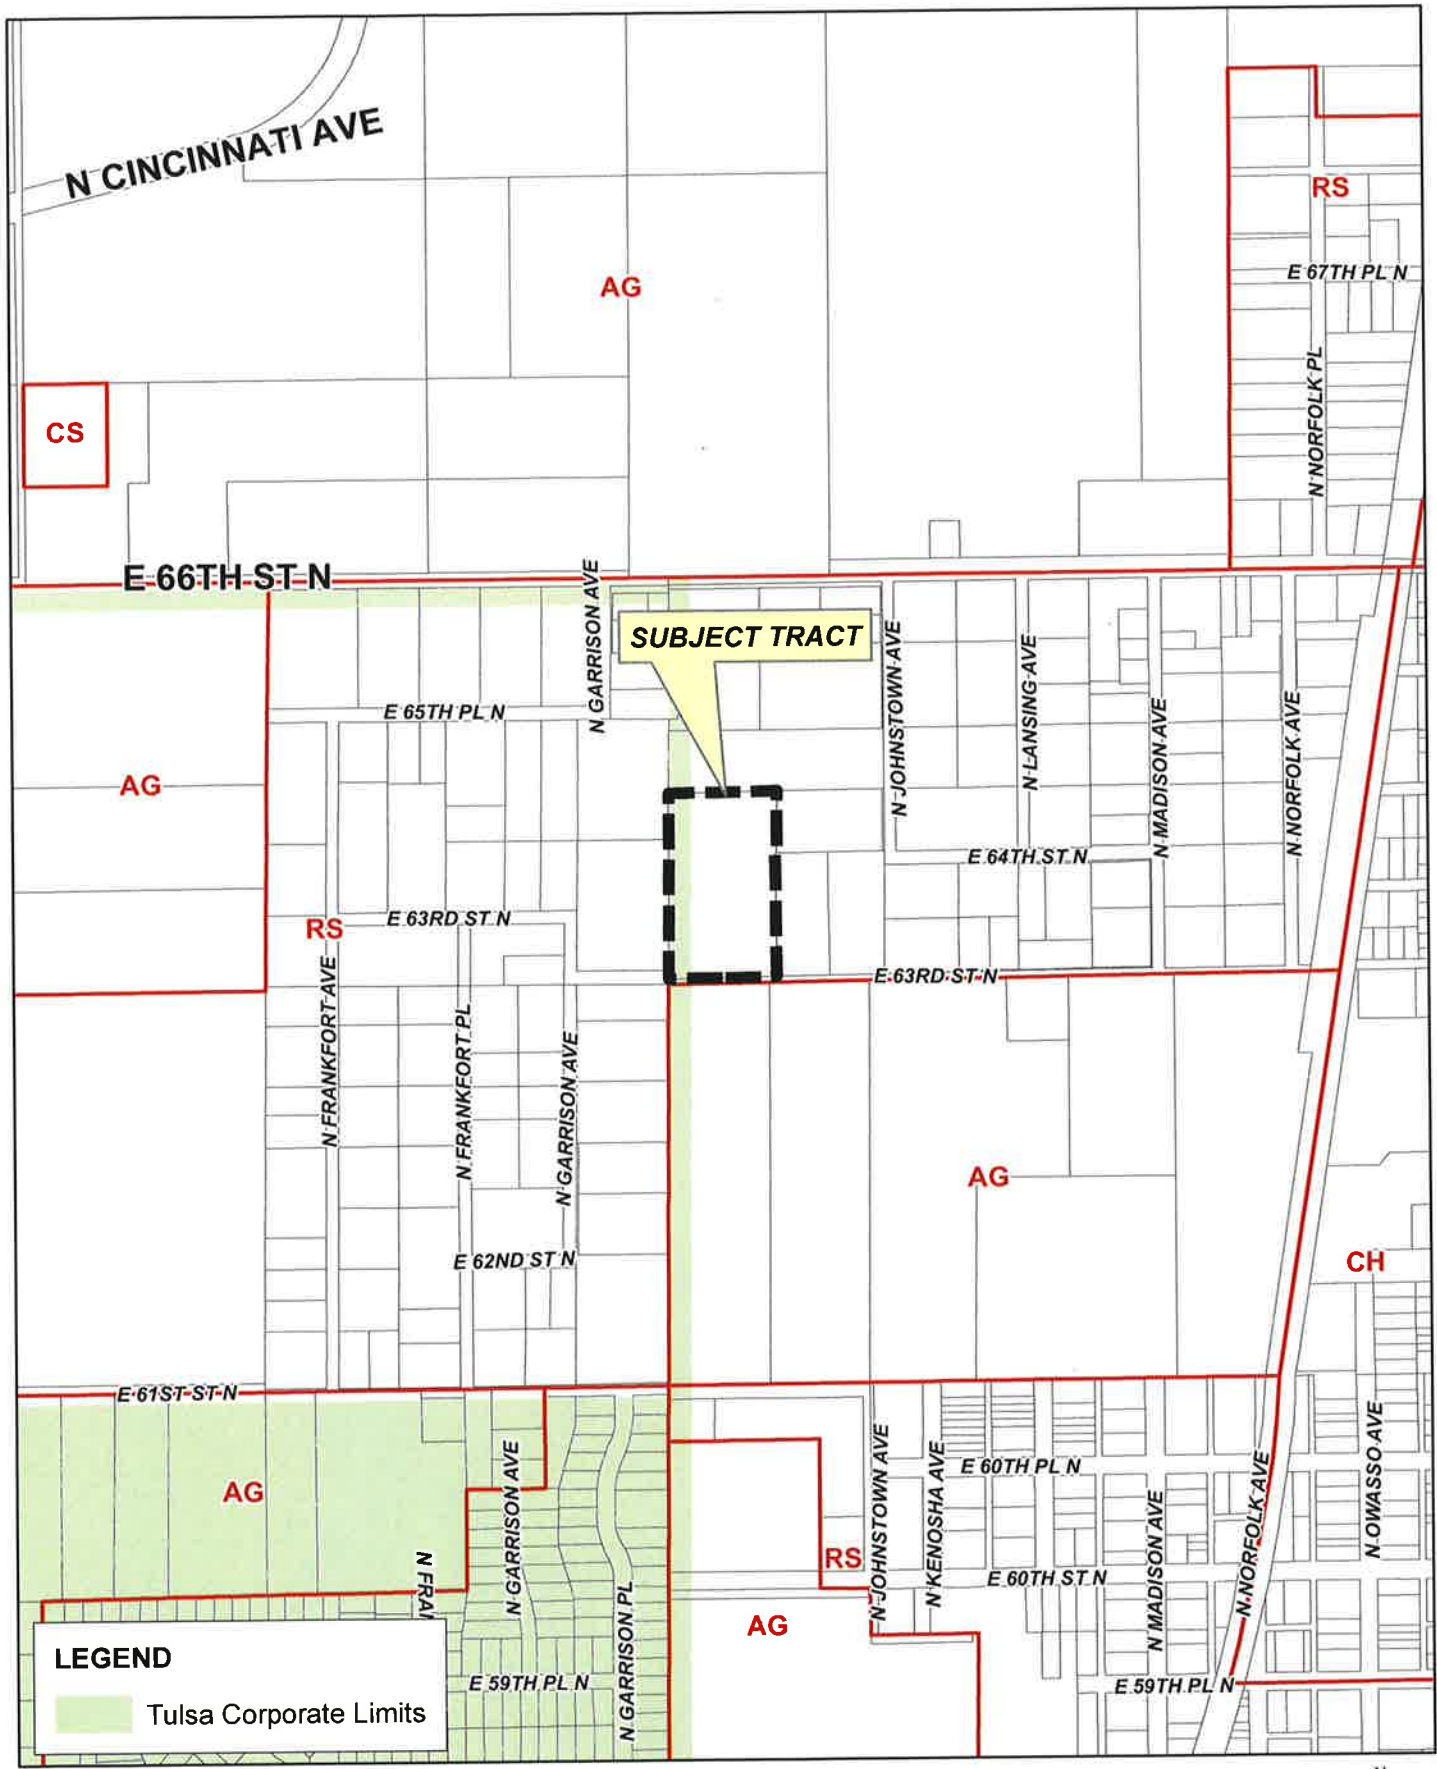 N CINCINNATI AVE
RS
E 67TH PL N
AG
N NORFOLK PL
CS
E 66TH ST N
N GARRISON AVE
SUBJECT TRACT
N JOHNSTOWN AVE
N LANSING AVE
N MADISON AVE
N NORFOLK AVE
E 65TH PL N
AG
E 64TH ST N
E 63RD ST N
RS
E 63RD ST N
N FRANKFORT AVE
N FRANKFORT PL
N GARRISON AVE
AG
E 62ND ST N
CH
E 61ST ST N
N JOHNSTOWN AVE
N KENOSHA AVE
E 60TH PL N
N OWASSO AVE
AG
N GARRISON AVE
N MADISON AVE
N NORFOLK AVE
N FRAN
RS
E 60TH ST N
N GARRISON PL
AG
LEGEND
E 59TH PL N
E 59TH PL N
Tulsa Corporate Limits